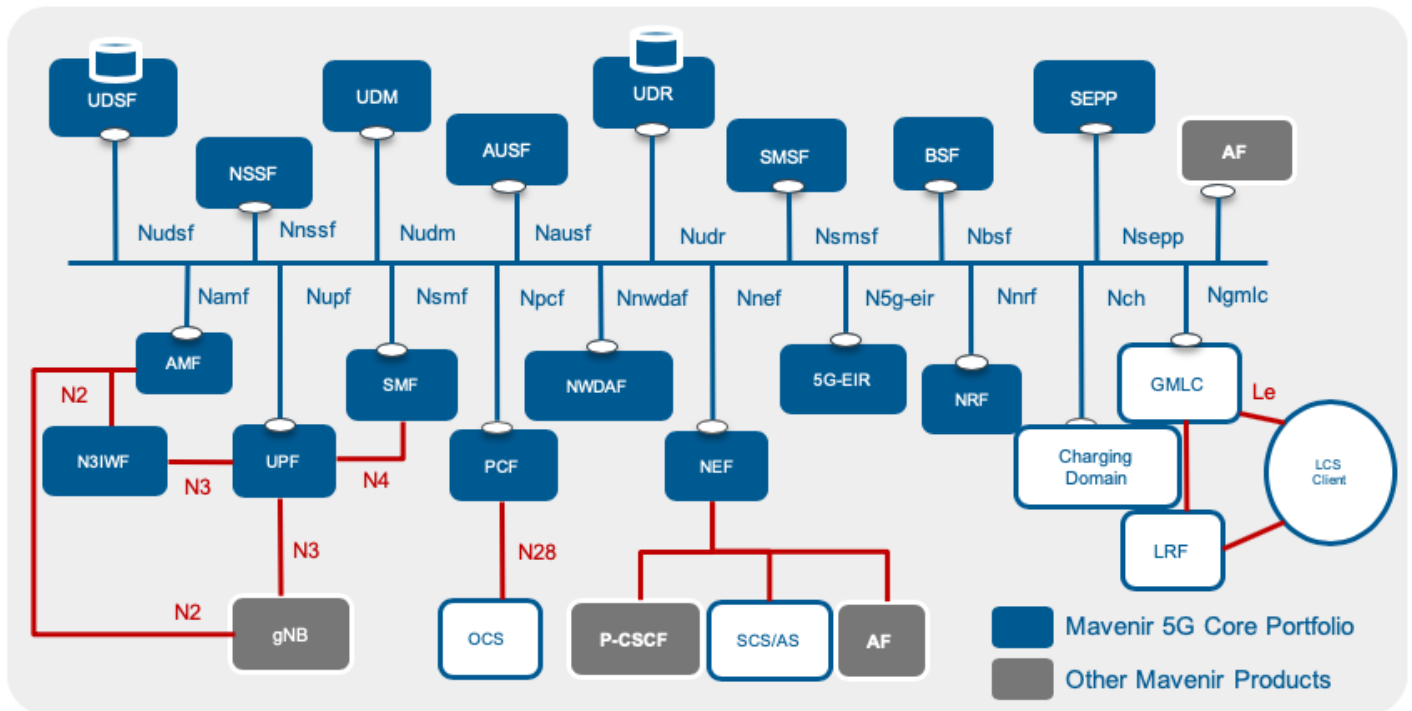 UDSF
UDM
UDR
SEPP
NSSF
AUSF
SMSF
BSF
AF
Nudsf
Nnssf
Nudm
Nausf
Nudr
Nsmsf
Nbsf
Nsepp
Namf
Nupf
Nsmf
Npcf
Nnwdaf
Nnef
N5g-eir
Nnrf
Nch
Ngmlc
AMF
SMF
NWDAF
5G-EIR
NRF
GMLC
Le
N2
N3IWF
N3
UPF
N4
PCF
NEF
Charging
Domain
LCS
Client
N3
N28
LRF
N2
gNB
OCS
P-CSCF
SCS/AS
AF
Mavenir 5G Core Portfolio
Other Mavenir Products